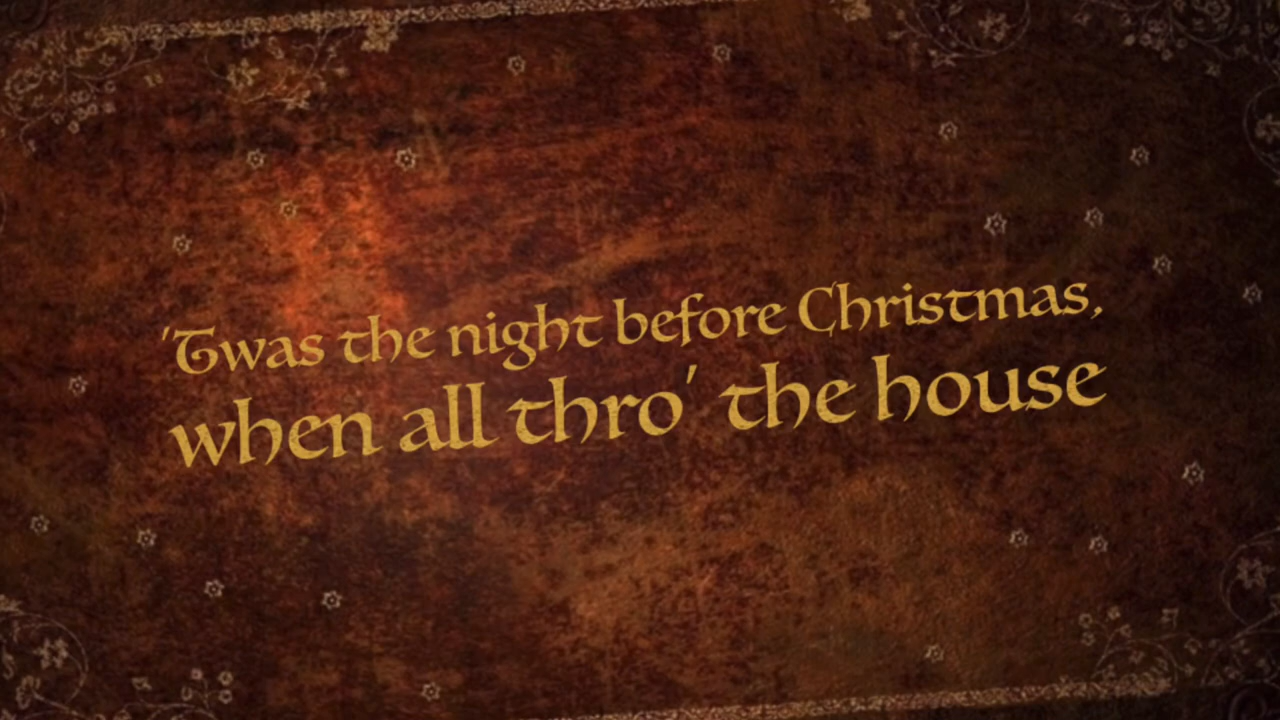 'Twas the night before Christmas,
when all thro' the house